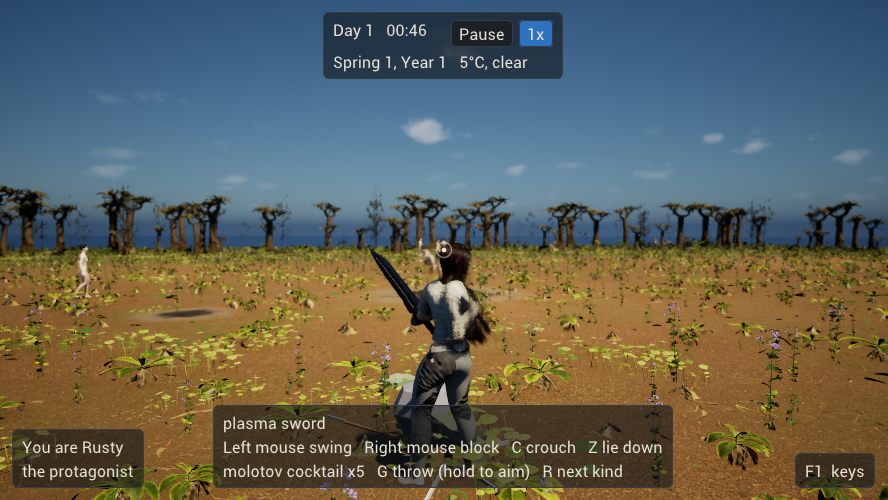 Day 1 00:46 Pause 1x
Spring 1, Year 1 5°C, clear
You are Rusty
the protagonist
plasma sword
Left mouse swing Right mouse block C crouch Z lie down
molotov cocktail x5 G throw (hold to aim) R next kind
F1 keys